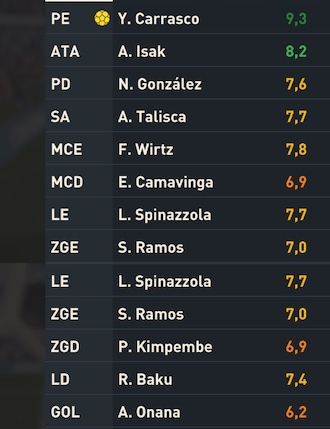 PE Y. Carrasco 9,3
ATA A. Isak 8,2
PD N. González 7,6
SA A. Talisca 7,7
MCE F. Wirtz 7,8
MCD E. Camavinga 6,9
LE L. Spinazzola 7,7
ZGE S. Ramos 7,0
LE L. Spinazzola 7,7
ZGE S. Ramos 7,0
ZGD P. Kimpembe 6,9
LD R. Baku 7,4
GOL A. Onana 6,2